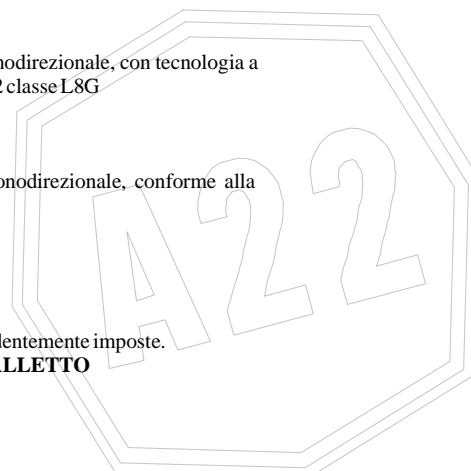 nodirezionale, con tecnologia a
2 classe L8G
onodirezionale, conforme alla
A22
dentemente imposte.
ALLETTO